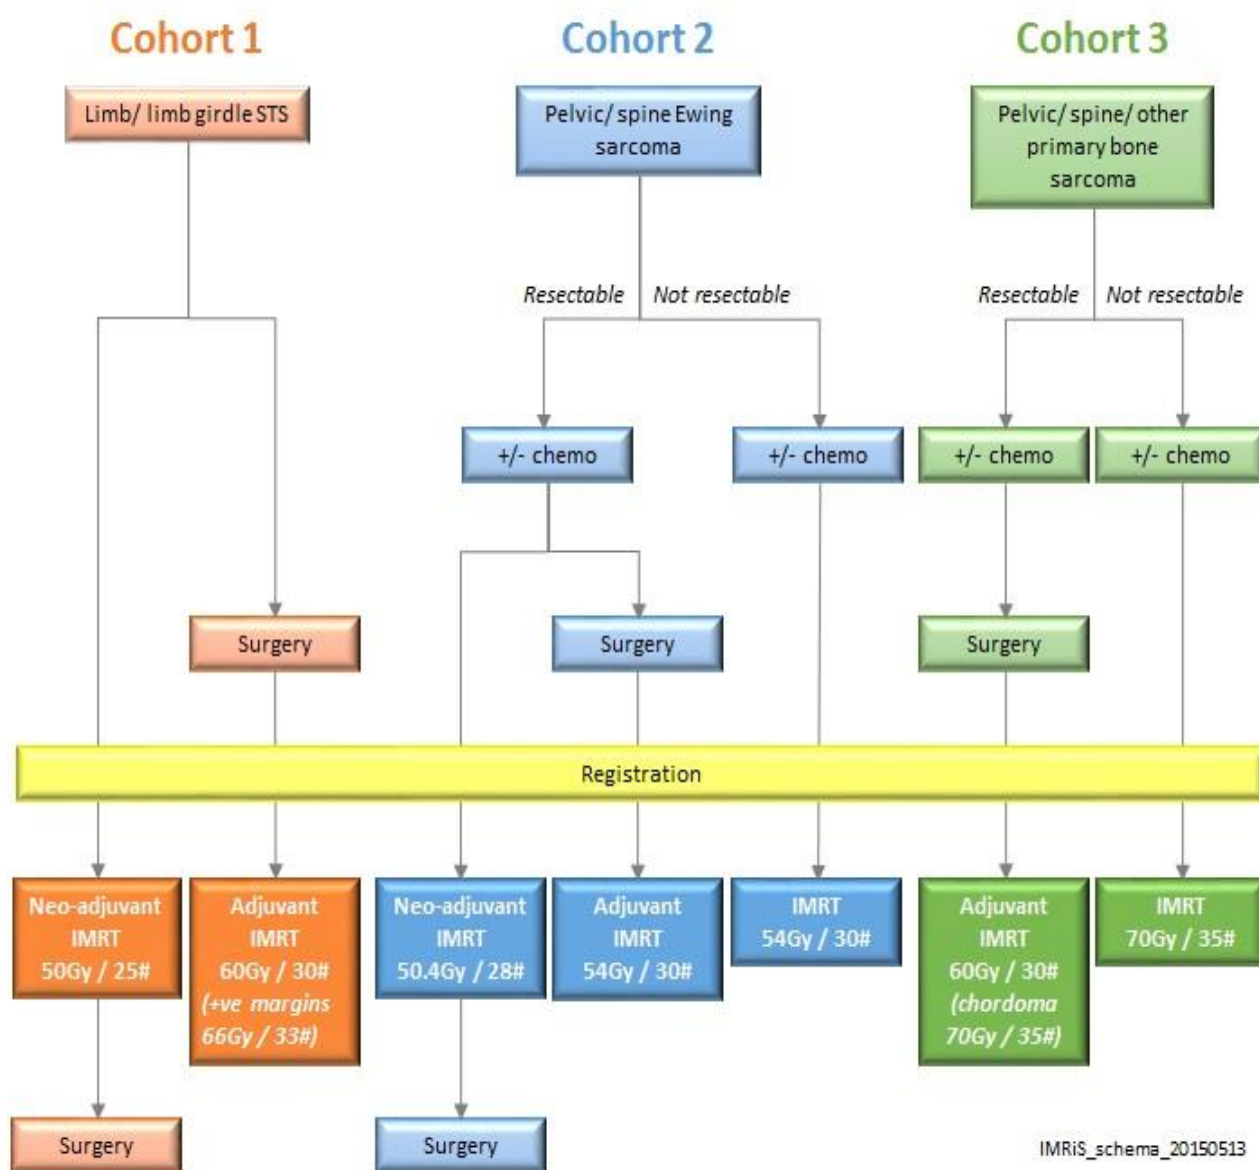 Cohort 1
Cohort 2
Cohort 3
Limb/ limb girdle STS
Pelvic/ spine Ewing
sarcoma
Pelvic/ spine/ other
primary bone
sarcoma
Resectable
Not resectable
Resectable
Not resectable
+/- chemo
+/- chemo
+/- chemo
+/- chemo
Surgery
Surgery
Surgery
Registration
Neo-adjuvant
IMRT
50Gy / 25#
Adjuvant
IMRT
60Gy / 30#
(+ve margins
66Gy / 33#)
Neo-adjuvant
IMRT
50.4Gy / 28#
Adjuvant
IMRT
54Gy / 30#
IMRT
54Gy / 30#
Adjuvant
IMRT
60Gy / 30#
(chordoma
70Gy / 35#)
IMRT
70Gy / 35#
Surgery
Surgery
IMRiS_schema_20150513